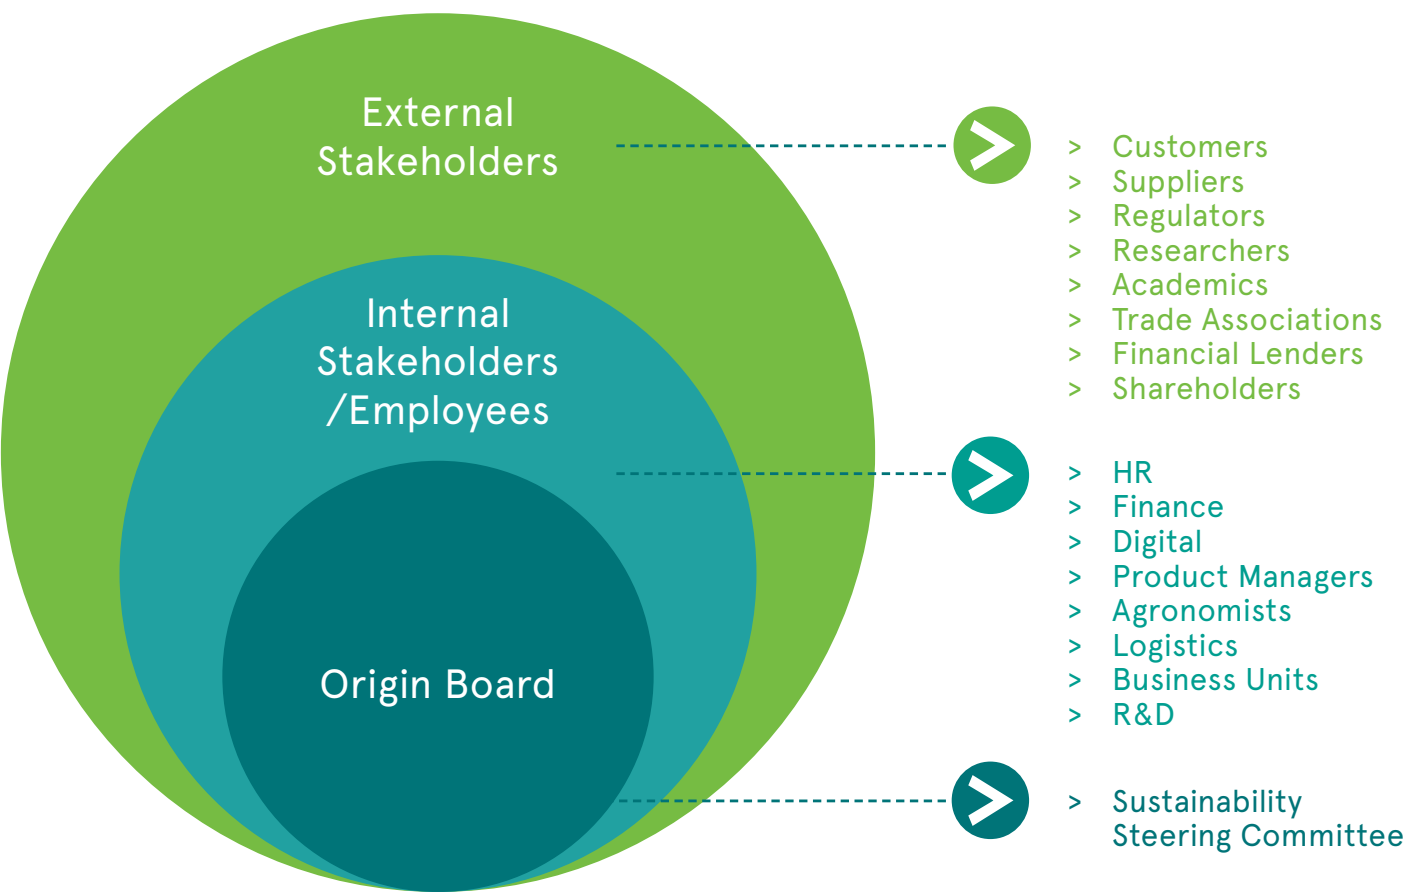 External
Stakeholders
> Customers
> Suppliers
> Regulators
> Researchers
> Academics
> Trade Associations
> Financial Lenders
> Shareholders
Internal
Stakeholders
/Employees
> HR
> Finance
> Digital
> Product Managers
> Agronomists
> Logistics
> Business Units
> R&D
Origin Board
> Sustainability
Steering Committee